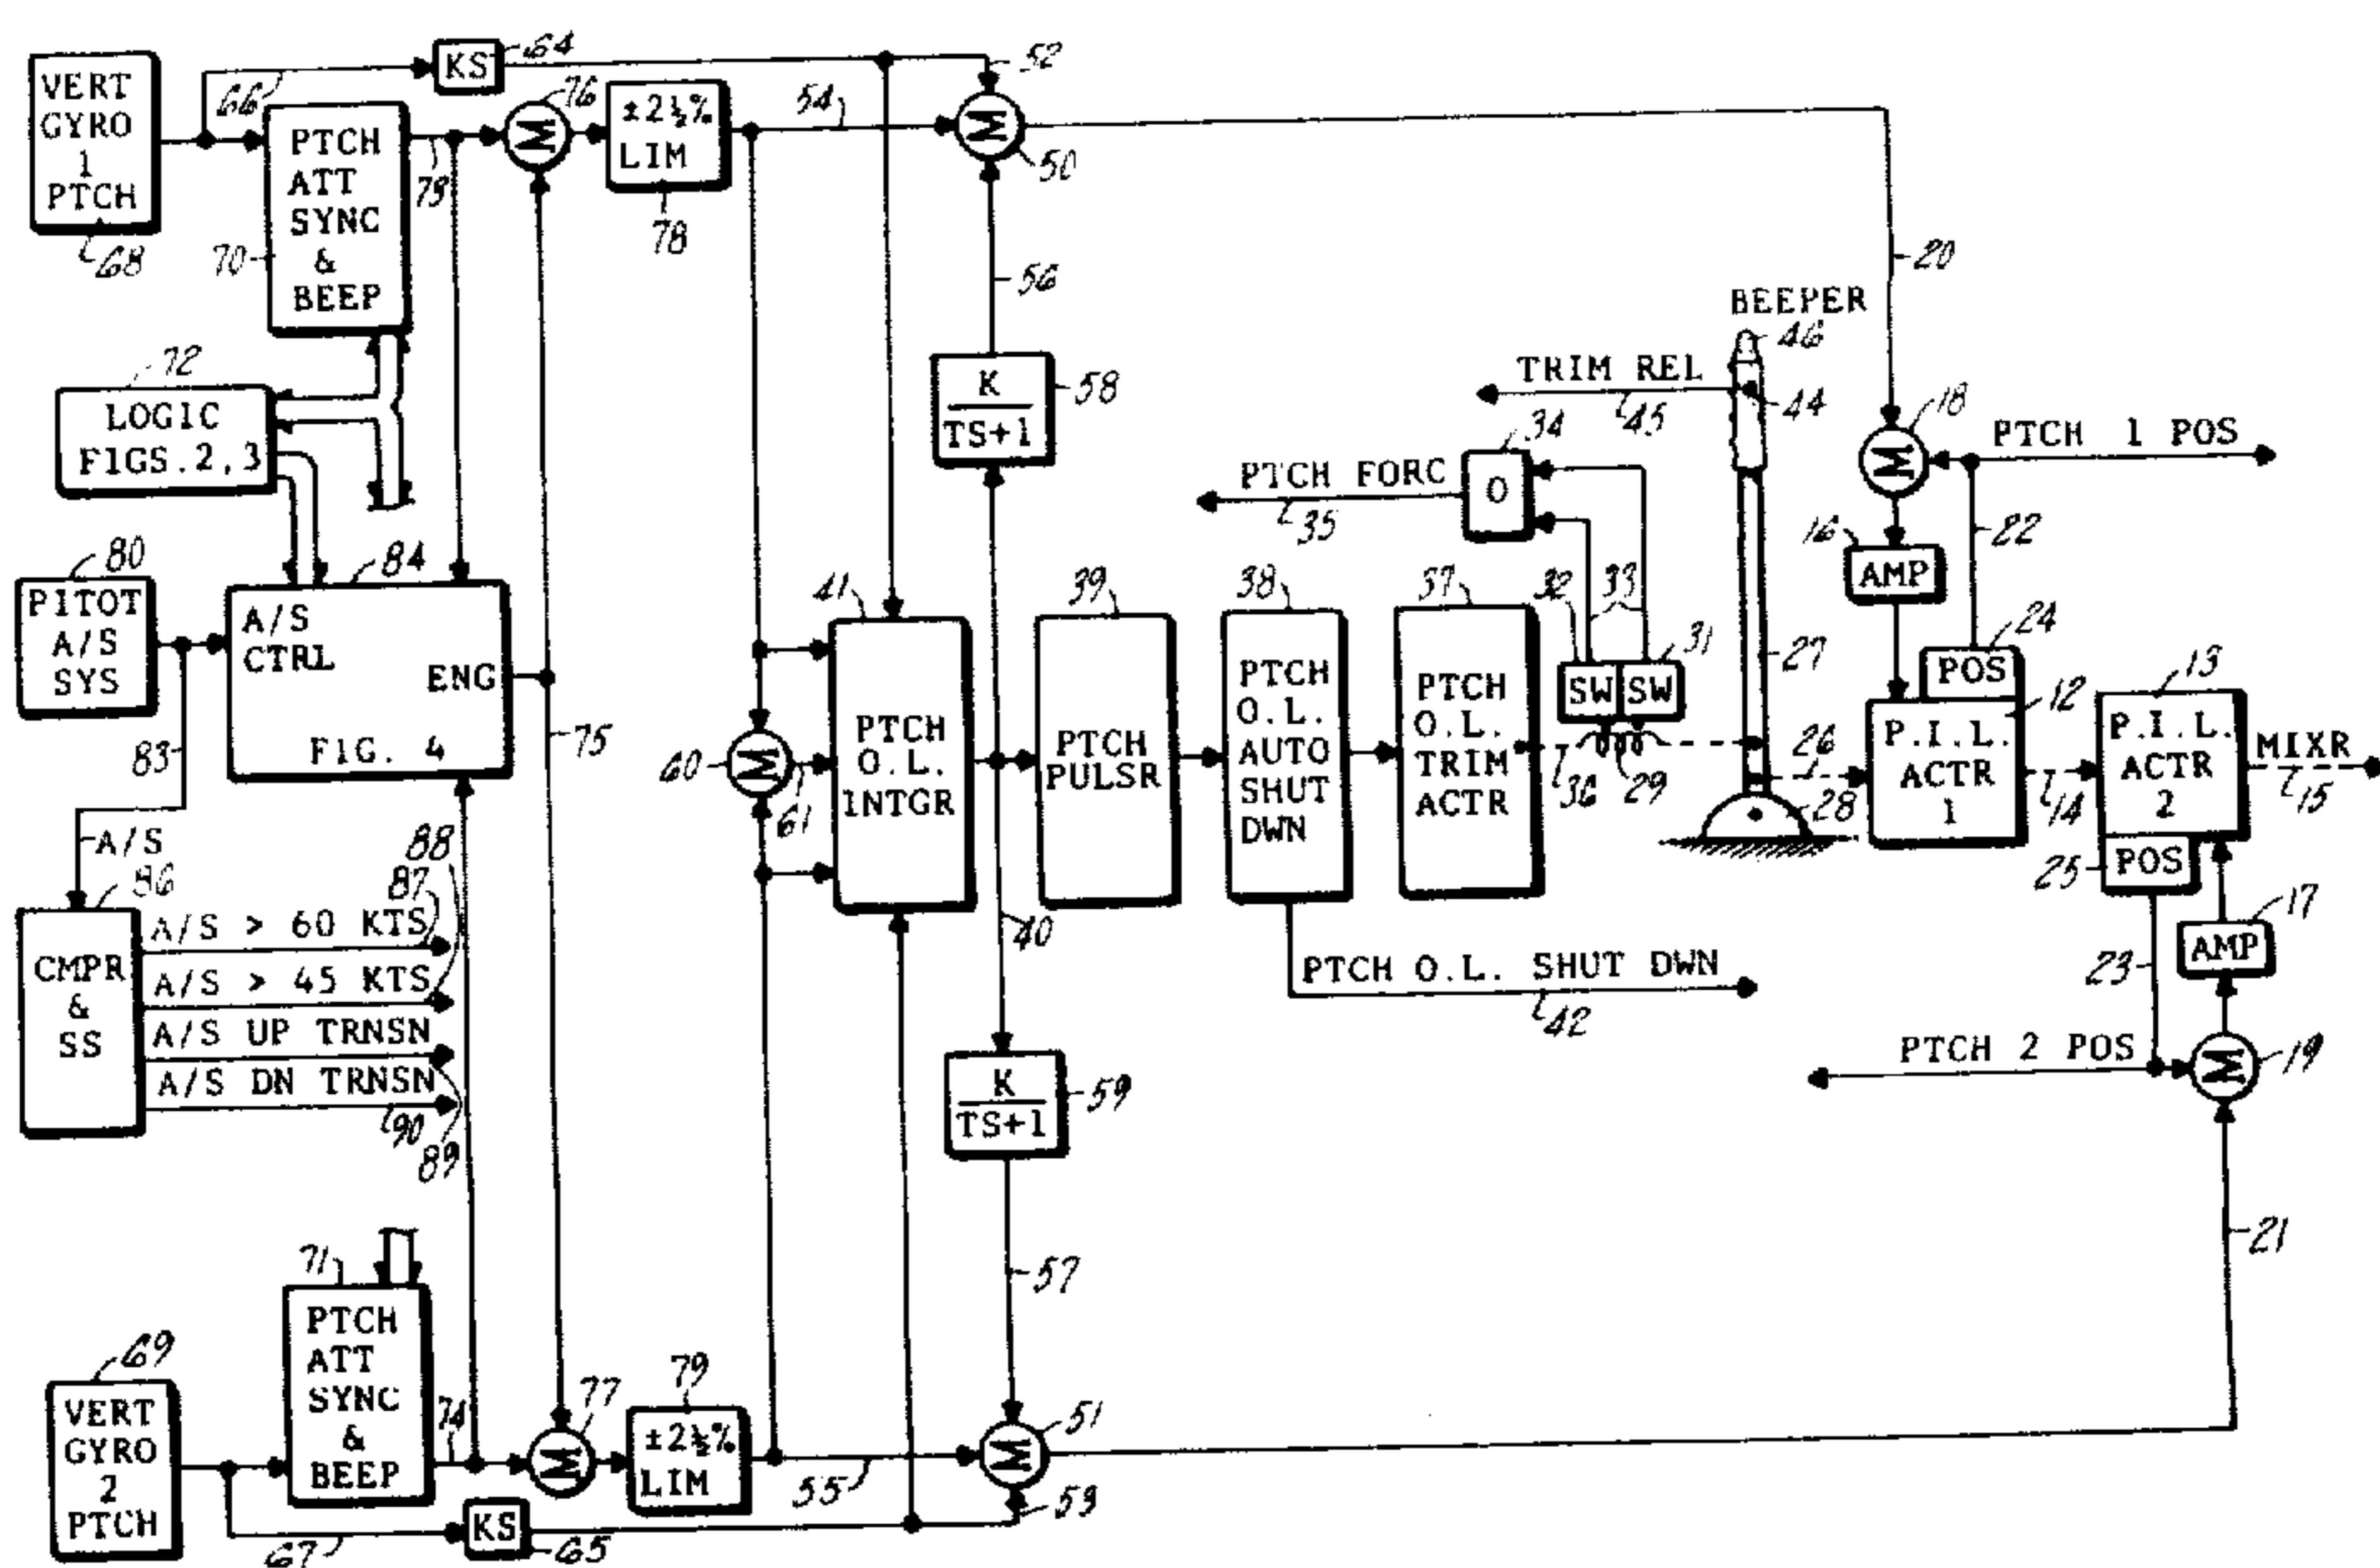 VERT
GYRO
1
PTCH
68
66
KS
64
PTCH
ATT
SYNC
&
BEEP
70
73
76
±2½%
LIM
78
54
52
50
56
K
TS+1
58
20
BEEPER
46
TRIM REL
45
44
18
PTCH 1 POS
72
LOGIC
FIGS. 2, 3
34
O
PTCH FORC
35
22
16
AMP
80
PITOT
A/S
SYS
83
84
A/S
CTRL
ENG
FIG. 4
75
60
61
41
PTCH
O.L.
INTGR
39
PTCH
PULSR
38
PTCH
O.L.
AUTO
SHUT
DWN
37
PTCH
O.L.
TRIM
ACTR
32
33
31
SW
SW
36
29
27
28
26
24
POS
12
P.I.L.
ACTR
1
14
13
P.I.L.
ACTR
2
MIXR
15
25
POS
17
AMP
23
A/S
86
CMPR
&
SS
A/S > 60 KTS
87
88
A/S > 45 KTS
A/S UP TRNSN
A/S DN TRNSN
90
89
40
PTCH O.L. SHUT DWN
42
PTCH 2 POS
19
K
TS+1
59
57
21
71
PTCH
ATT
SYNC
&
BEEP
74
77
79
±2½%
LIM
55
51
53
69
VERT
GYRO
2
PTCH
67
KS
65